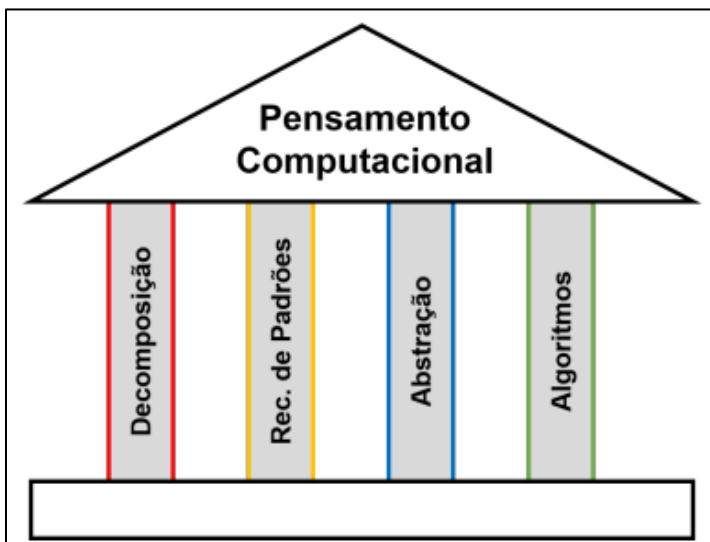 Pensamento
Computacional
Decomposição
Rec. de Padrões
Abstração
Algoritmos